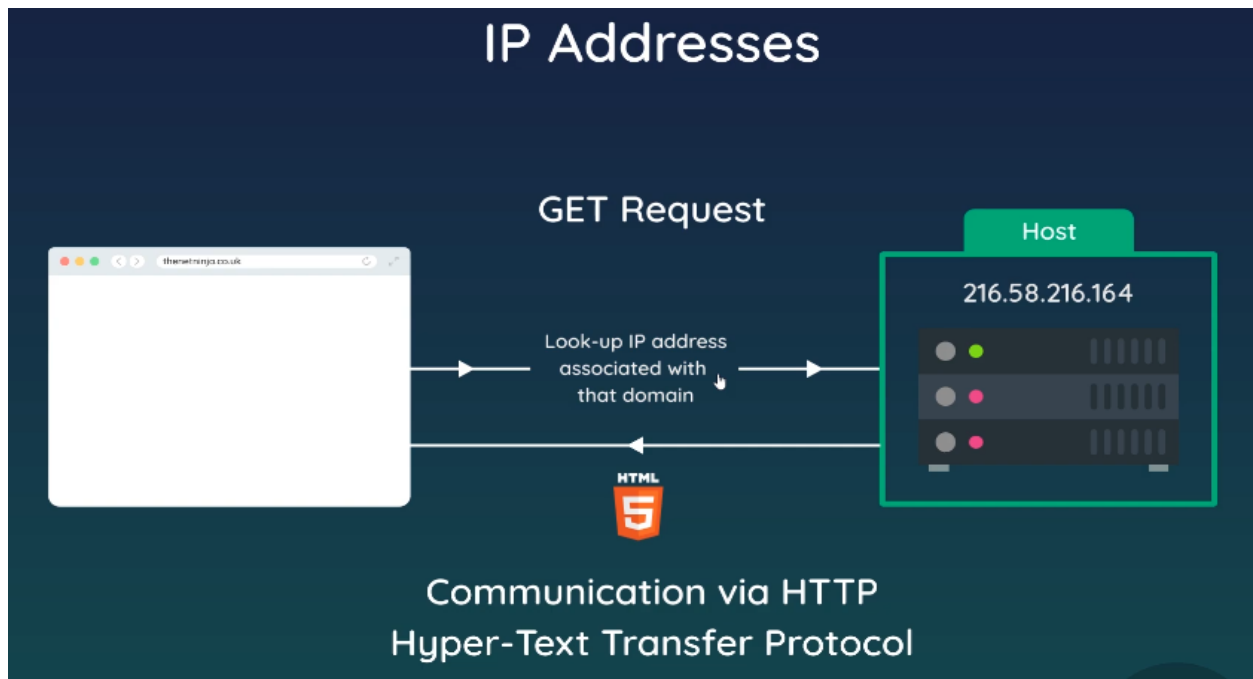 IP Addresses
GET Request
Host
thenetninja.co.uk
216.58.216.164
Look-up IP address
associated with
that domain
HTML
5
Communication via HTTP
Hyper-Text Transfer Protocol